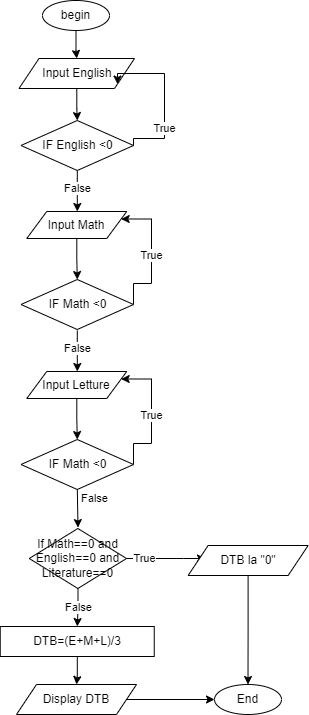 begin
Input English
True
IF English <0
False
Input Math
True
IF Math <0
False
Input Letture
True
IF Math <0
False
If Math==0 and
English==0 and
Literature==0
True
DTB la "0"
False
DTB=(E+M+L)/3
Display DTB
End